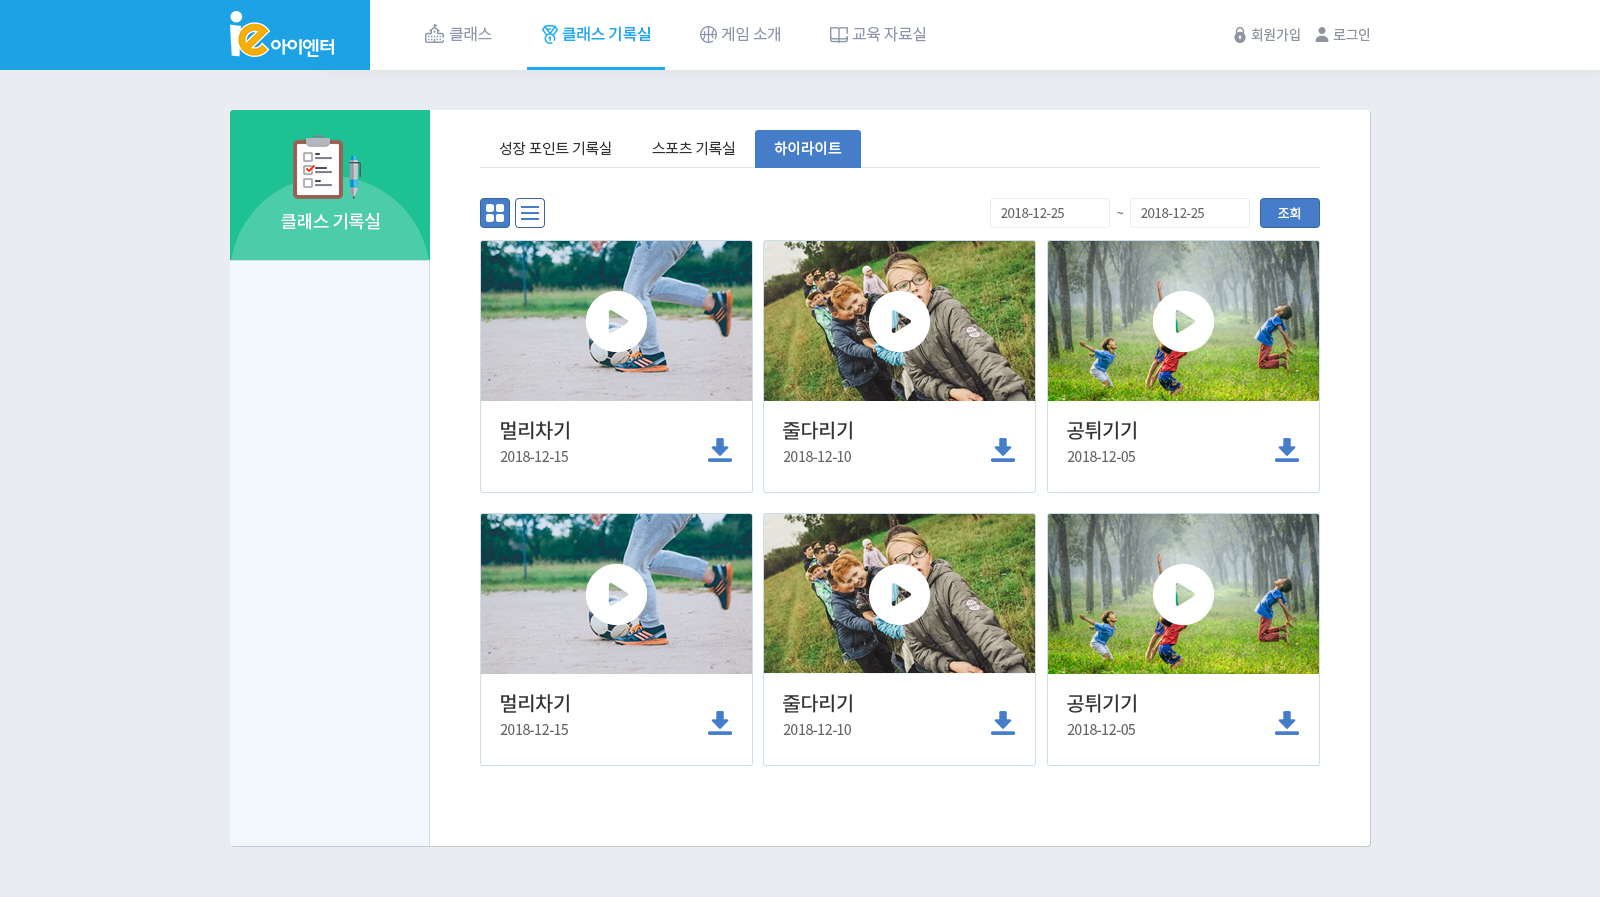 ie아이엔터
클래스
클래스 기록실
게임 소개
교육 자료실
회원가입
로그인
클래스 기록실
성장 포인트 기록실
스포츠 기록실
하이라이트
2018-12-25 ~ 2018-12-25
조회
멀리차기
2018-12-15
줄다리기
2018-12-10
공튀기기
2018-12-05
멀리차기
2018-12-15
줄다리기
2018-12-10
공튀기기
2018-12-05